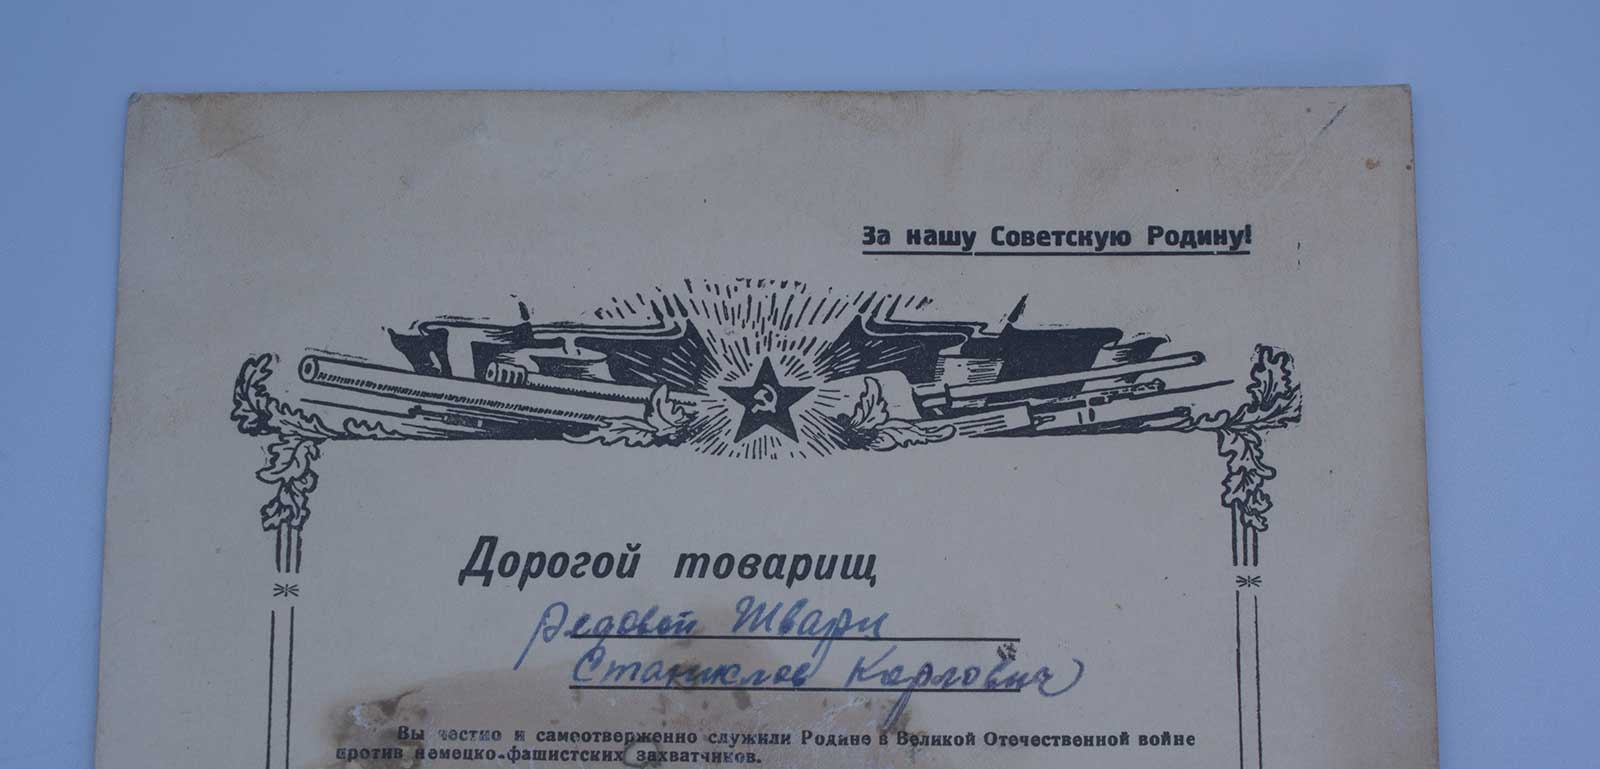 За нашу Советскую Родину!
Дорогой товарищ
рядовой
Станислав Карлович
Вы честно и самоотверженно служили Родине в Великой Отечественной войне
против немецко-фашистских захватчиков.